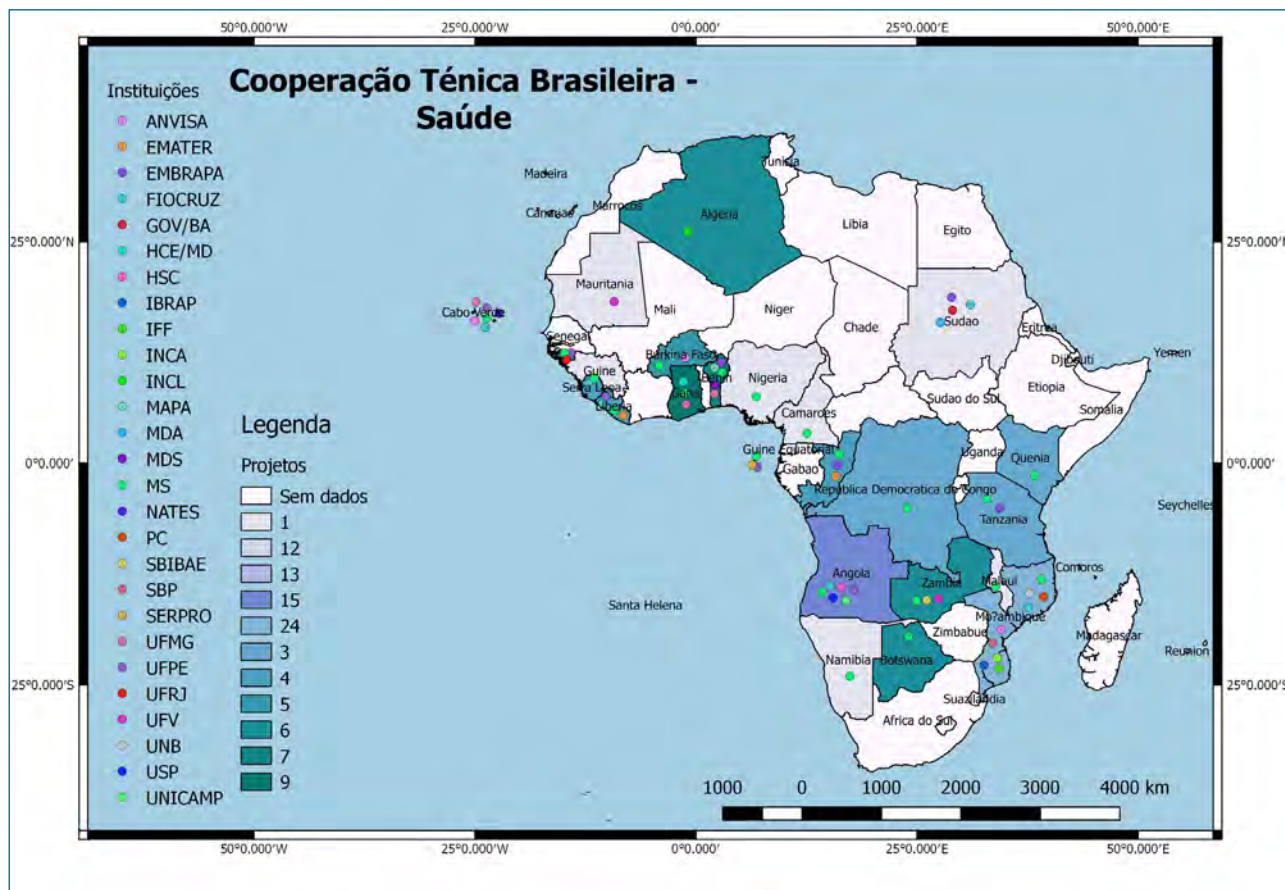 50°0.000'W
25°0.000'W
0°0.000'
25°0.000'E
50°0.000'E
Cooperação Ténica Brasileira -
Saúde
Instituições
ANVISA
EMATER
EMBRAPA
FIOCRUZ
GOV/BA
HCE/MD
HSC
IBRAP
IFF
INCA
INCL
MAPA
MDA
MDS
MS
NATES
PC
SBIBAE
SBP
SERPRO
UFMG
UFPE
UFRJ
UFV
UNB
USP
UNICAMP
Legenda
Projetos
Sem dados
1
12
13
15
24
3
4
5
6
7
9
25°0.000'N
0°0.000'
25°0.000'S
25°0.000'N
0°0.000'
25°0.000'S
Madeira
Tunisia
Marrocos
Algeria
Libia
Egito
Mauritania
Cabo Verde
Mali
Niger
Chade
Sudao
Eritrea
Senegal
Burkina Faso
Djibouti
Yemen
Guine
Benin
Nigeria
Serra Leoa
Gana
Etiopia
Sudao do Sul
Liberia
Camaroes
Somalia
Guine Equatorial
Uganda
Quenia
Gabao
Republica Democratica do Congo
Seychelles
Tanzania
Angola
Zambia
Malaui
Comoros
Santa Helena
Mo?ambique
Zimbabue
Madagascar
Namibia
Botswana
Reunion
Suazilandia
Africa do Sul
1000 0 1000 2000 3000 4000 km
50°0.000'W
25°0.000'W
0°0.000'
25°0.000'E
50°0.000'E